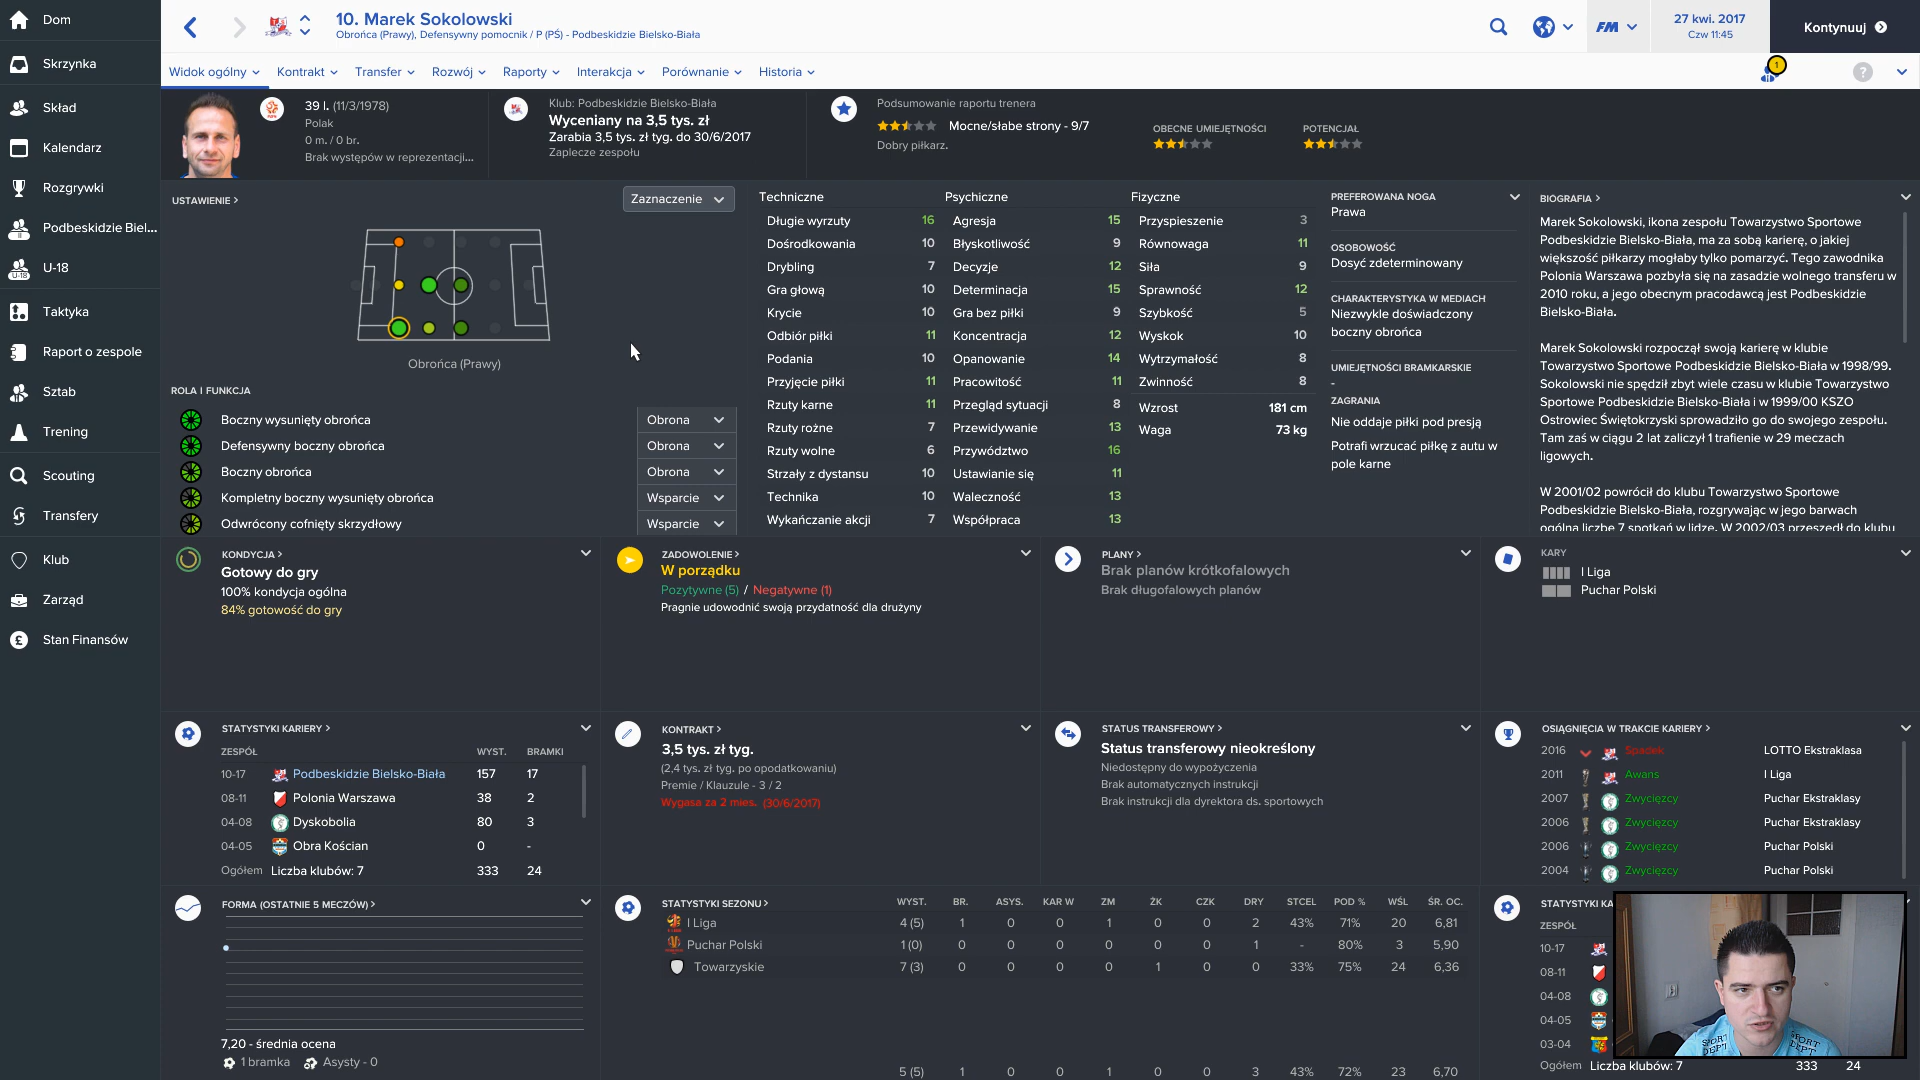 Dom
Skrzynka
Skład
Kalendarz
Rozgrywki
Podbeskidzie Biel...
U-18
Taktyka
Raport o zespole
Sztab
Trening
Scouting
Transfery
Klub
Zarząd
Stan Finansów
10. Marek Sokolowski
Obrońca (Prawy), Defensywny pomocnik / P (PŚ) - Podbeskidzie Bielsko-Biała
FM
27 kwi. 2017
Czw 11:45
Kontynuuj
Widok ogólny
Kontrakt
Transfer
Rozwój
Raporty
Interakcja
Porównanie
Historia
1
?
39 l. (11/3/1978)
Polak
0 m. / 0 br.
Brak występów w reprezentacji...
Klub: Podbeskidzie Bielsko-Biała
Wyceniany na 3,5 tys. zł
Zarabia 3,5 tys. zł tyg. do 30/6/2017
Zaplecze zespołu
Podsumowanie raportu trenera
Mocne/słabe strony - 9/7
Dobry piłkarz.
OBECNE UMIEJĘTNOŚCI
POTENCJAŁ
USTAWIENIE >
Zaznaczenie
Obrońca (Prawy)
ROLA I FUNKCJA
Boczny wysunięty obrońca Obrona
Defensywny boczny obrońca Obrona
Boczny obrońca Obrona
Kompletny boczny wysunięty obrońca Wsparcie
Odwrócony cofnięty skrzydłowy Wsparcie
Techniczne
Długie wyrzuty 16
Dośrodkowania 10
Drybling 7
Gra głową 10
Krycie 10
Odbiór piłki 11
Podania 10
Przyjęcie piłki 11
Rzuty karne 11
Rzuty rożne 7
Rzuty wolne 6
Strzały z dystansu 10
Technika 10
Wykańczanie akcji 7
Psychiczne
Agresja 15
Błyskotliwość 9
Decyzje 12
Determinacja 15
Gra bez piłki 9
Koncentracja 12
Opanowanie 14
Pracowitość 11
Przegląd sytuacji 8
Przewidywanie 13
Przywództwo 16
Ustawianie się 11
Waleczność 13
Współpraca 13
Fizyczne
Przyspieszenie 3
Równowaga 11
Siła 9
Sprawność 12
Szybkość 5
Wyskok 10
Wytrzymałość 8
Zwinność 8
Wzrost 181 cm
Waga 73 kg
PREFEROWANA NOGA
Prawa
OSOBOWOŚĆ
Dosyć zdeterminowany
CHARAKTERYSTYKA W MEDIACH
Niezwykle doświadczony
boczny obrońca
UMIEJĘTNOŚCI BRAMKARSKIE
-
ZAGRANIA
Nie oddaje piłki pod presją
Potrafi wrzucać piłkę z autu w
pole karne
BIOGRAFIA >
Marek Sokolowski, ikona zespołu Towarzystwo Sportowe
Podbeskidzie Bielsko-Biała, ma za sobą karierę, o jakiej
większość piłkarzy mogłaby tylko pomarzyć. Tego zawodnika
Polonia Warszawa pozbyła się na zasadzie wolnego transferu w
2010 roku, a jego obecnym pracodawcą jest Podbeskidzie
Bielsko-Biała.
Marek Sokolowski rozpoczął swoją karierę w klubie
Towarzystwo Sportowe Podbeskidzie Bielsko-Biała w 1998/99.
Sokolowski nie spędził zbyt wiele czasu w klubie Towarzystwo
Sportowe Podbeskidzie Bielsko-Biała i w 1999/00 KSZO
Ostrowiec Świętokrzyski sprowadziło go do swojego zespołu.
Tam zaś w ciągu 2 lat zaliczył 1 trafienie w 29 meczach
ligowych.
W 2001/02 powrócił do klubu Towarzystwo Sportowe
Podbeskidzie Bielsko-Biała, rozgrywając w jego barwach
ogólną liczbę 7 spotkań w lidze. W 2002/03 przeszedł do klubu
KONDYCJA >
Gotowy do gry
100% kondycja ogólna
84% gotowość do gry
ZADOWOLENIE >
W porządku
Pozytywne (5) / Negatywne (1)
Pragnie udowodnić swoją przydatność dla drużyny
PLANY >
Brak planów krótkofalowych
Brak długofalowych planów
KARY
I Liga
Puchar Polski
STATYSTYKI KARIERY >
ZESPÓŁ WYST. BRAMKI
10-17 Podbeskidzie Bielsko-Biała 157 17
08-11 Polonia Warszawa 38 2
04-08 Dyskobolia 80 3
04-05 Obra Kościan 0 -
Ogółem Liczba klubów: 7 333 24
KONTRAKT >
3,5 tys. zł tyg.
(2,4 tys. zł tyg. po opodatkowaniu)
Premie / Klauzule - 3 / 2
Wygasa za 2 mies. (30/6/2017)
STATUS TRANSFEROWY >
Status transferowy nieokreślony
Niedostępny do wypożyczenia
Brak automatycznych instrukcji
Brak instrukcji dla dyrektora ds. sportowych
OSIĄGNIĘCIA W TRAKCIE KARIERY >
2016 Spadek LOTTO Ekstraklasa
2011 Awans I Liga
2007 Zwycięzcy Puchar Ekstraklasy
2006 Zwycięzcy Puchar Ekstraklasy
2006 Zwycięzcy Puchar Polski
2004 Zwycięzcy Puchar Polski
FORMA (OSTATNIE 5 MECZÓW) >
7,20 - średnia ocena
1 bramka Asysty - 0
STATYSTYKI SEZONU >
WYST. BR. ASYS. KAR W ZM ŻK CZK DRY STCEL POD % WŚL ŚR. OC.
I Liga 4 (5) 1 0 0 1 0 0 2 43% 71% 20 6,81
Puchar Polski 1 (0) 0 0 0 0 0 0 1 - 80% 3 5,90
Towarzyskie 7 (3) 0 0 0 0 1 0 0 33% 75% 24 6,36
5 (5) 1 0 0 1 0 0 3 43% 72% 23 6,70
STATYSTYKI KA
ZESPÓŁ
10-17
08-11
04-08
04-05
03-04
Ogółem Liczba klubów: 7 333 24
SPORT DEP'T
SPORT DEP'T